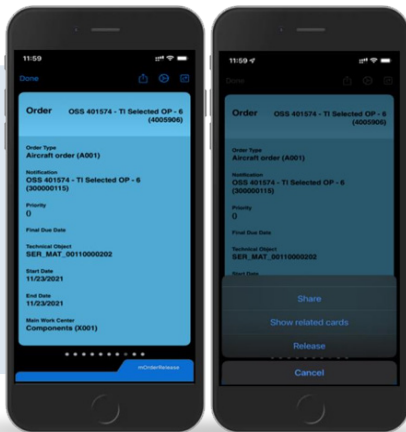 11:59
Done
Order OSS 401574 - TI Selected OP - 6
(4005906)
Order Type
Aircraft order (A001)
Notification
OSS 401574 - TI Selected OP - 6
(300000115)
Priority
()
Final Due Date
Technical Object
SER_MAT_00110000202
Start Date
11/23/2021
End Date
11/23/2021
Main Work Center
Components (X001)
mOrderRelease
11:59
Done
Order OSS 401574 - TI Selected OP - 6
(4005906)
Order Type
Aircraft order (A001)
Notification
OSS 401574 - TI Selected OP - 6
(300000115)
Priority
()
Final Due Date
Technical Object
SER_MAT_00110000202
Start Date
Share
Show related cards
Release
Cancel